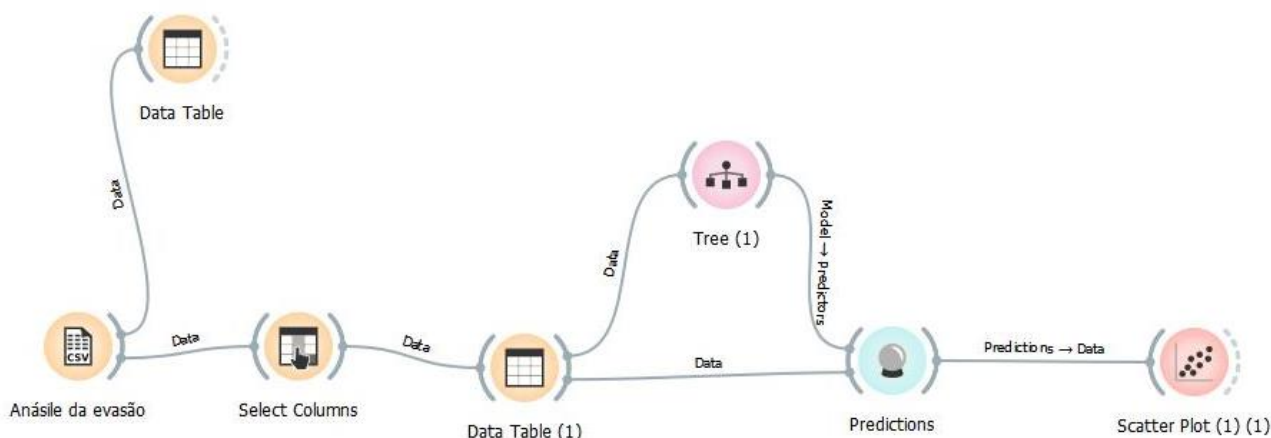 Data Table
Data
CSV
Anásile da evasão
Data
Select Columns
Data
Data Table (1)
Data
Tree (1)
Model → Predictors
Data
Predictions
Predictions → Data
Scatter Plot (1) (1)